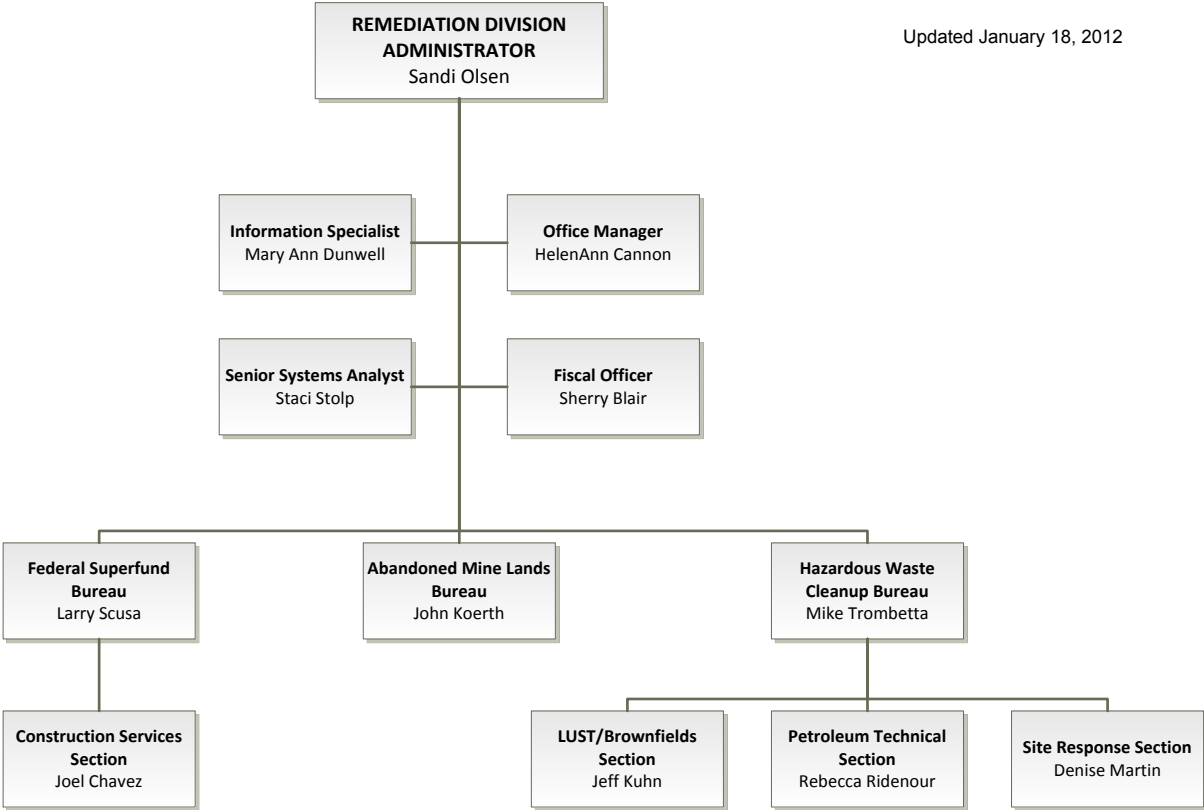 REMEDIATION DIVISION
ADMINISTRATOR
Sandi Olsen
Updated January 18, 2012
Information Specialist
Mary Ann Dunwell
Office Manager
HelenAnn Cannon
Senior Systems Analyst
Staci Stolp
Fiscal Officer
Sherry Blair
Federal Superfund
Bureau
Larry Scusa
Abandoned Mine Lands
Bureau
John Koerth
Hazardous Waste
Cleanup Bureau
Mike Trombetta
Construction Services
Section
Joel Chavez
LUST/Brownfields
Section
Jeff Kuhn
Petroleum Technical
Section
Rebecca Ridenour
Site Response Section
Denise Martin